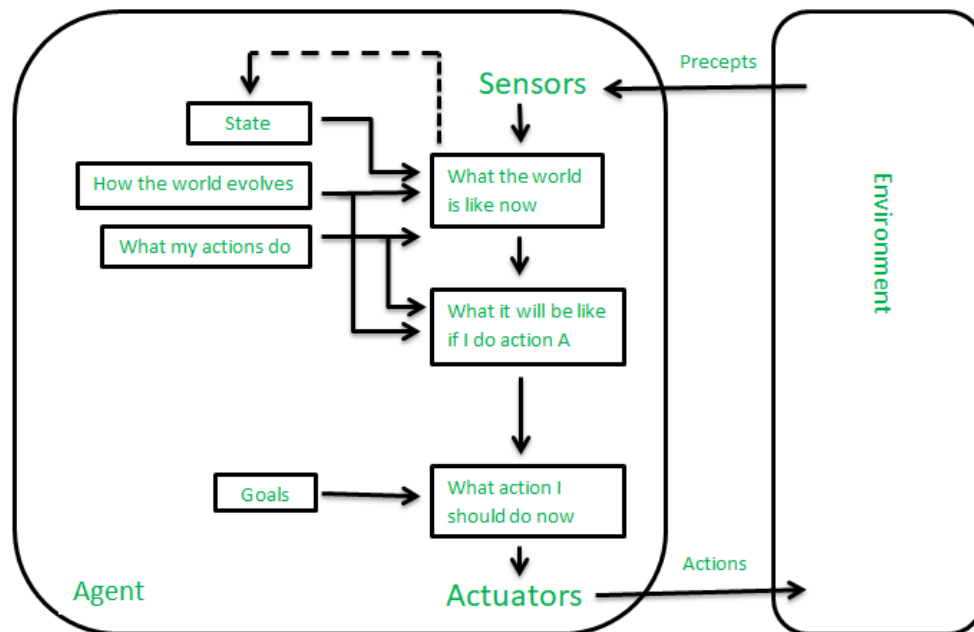 Precepts
Sensors
State
How the world evolves
What the world
is like now
What my actions do
Environment
What it will be like
if I do action A
Goals
What action I
should do now
Actions
Agent
Actuators